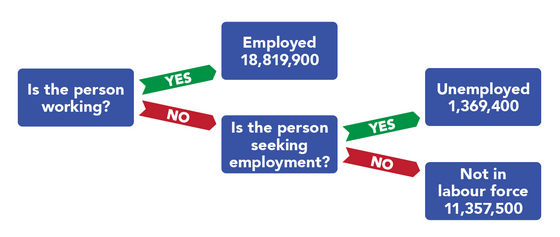 Employed
18,819,900
Is the person
working?
YES
NO
Is the person
seeking
employment?
YES
NO
Unemployed
1,369,400
Not in
labour force
11,357,500